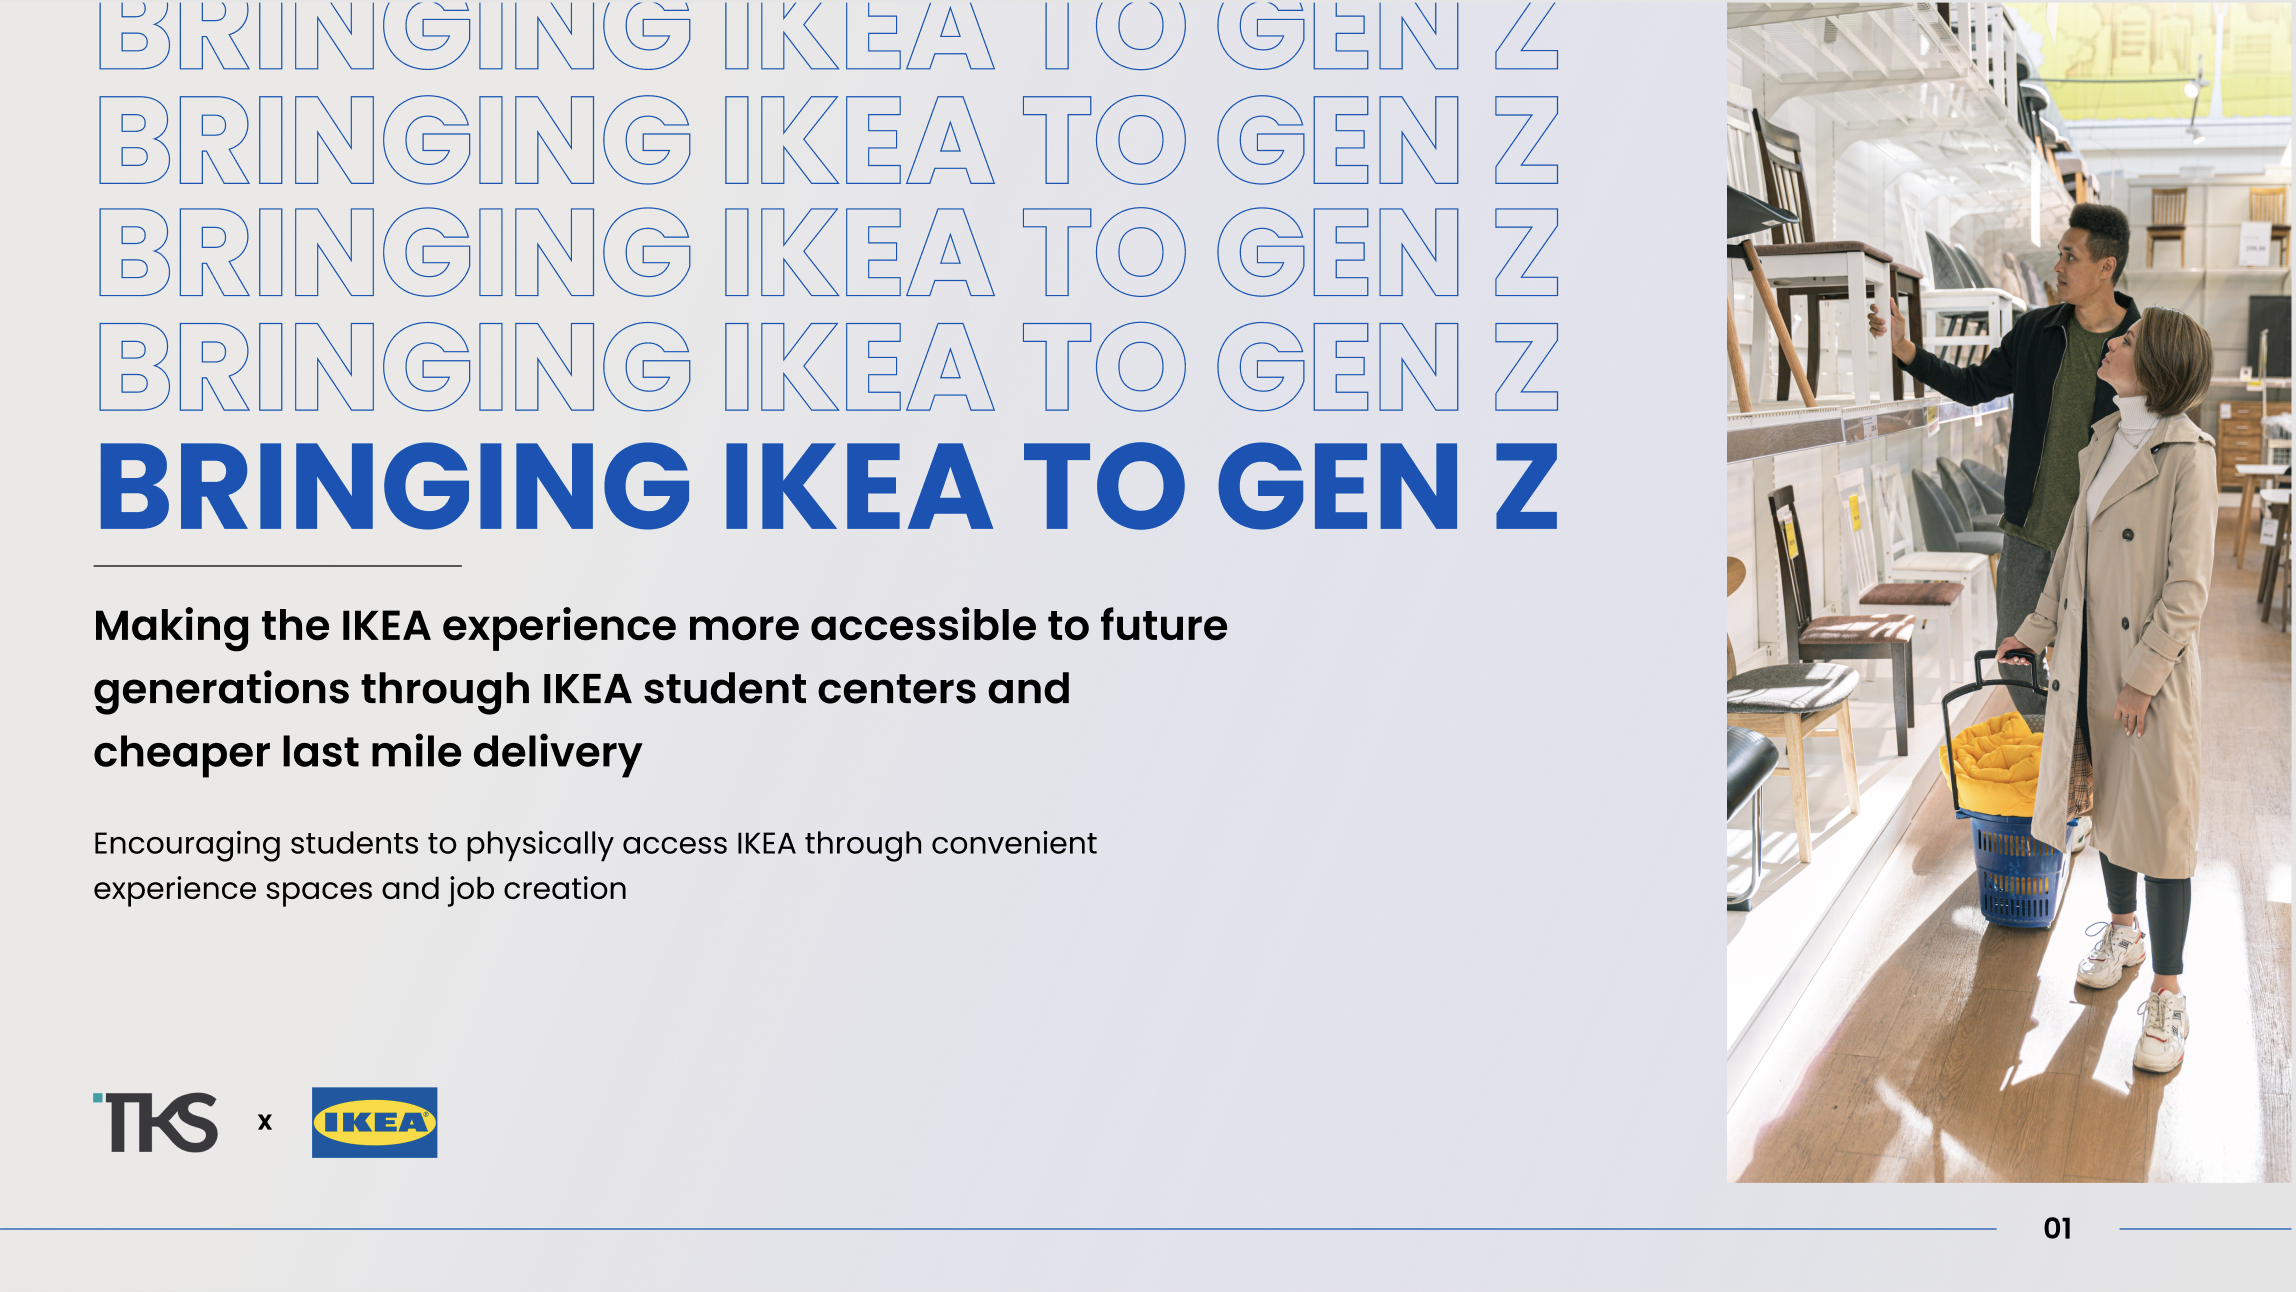 BRINGING IKEA TO GEN Z
BRINGING IKEA TO GEN Z
BRINGING IKEA TO GEN Z
BRINGING IKEA TO GEN Z
BRINGING IKEA TO GEN Z
Making the IKEA experience more accessible to future
generations through IKEA student centers and
cheaper last mile delivery
Encouraging students to physically access IKEA through convenient
experience spaces and job creation
TKS x IKEA®
01